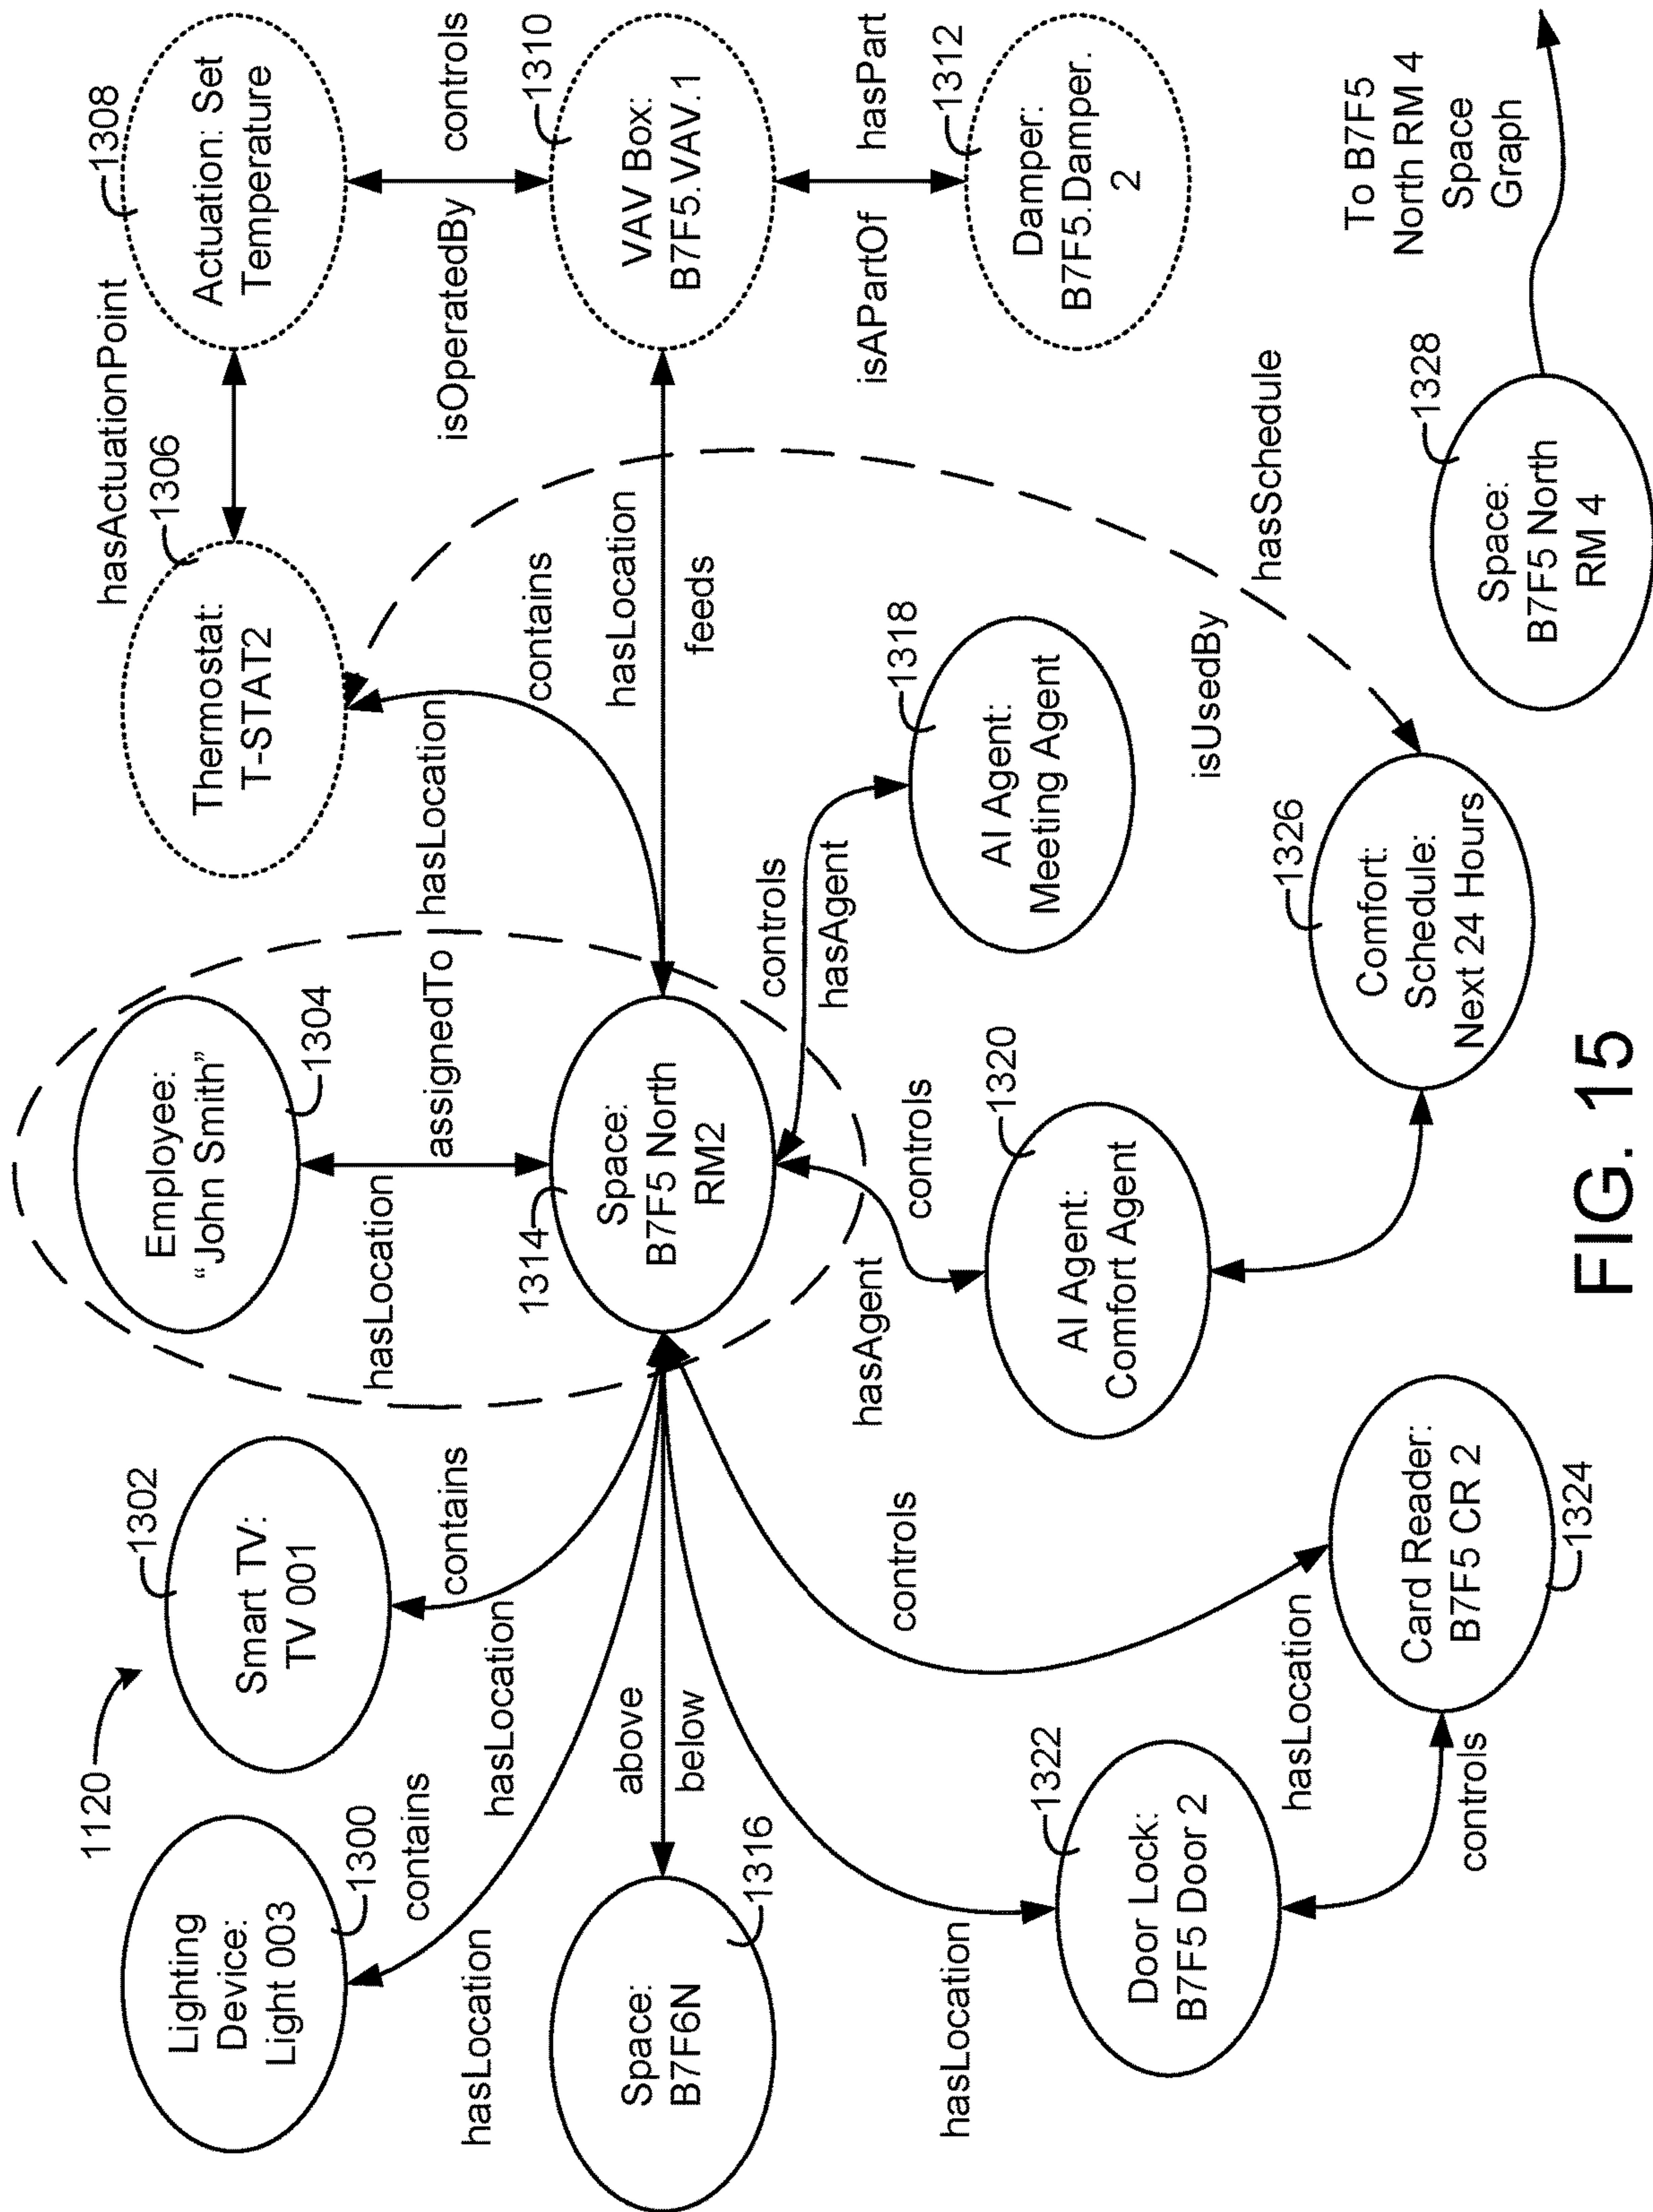 1120
Lighting
Device:
Light 003
1300
Smart TV:
TV 001
1302
Employee:
“John Smith”
1304
Thermostat:
T-STAT2
1306
hasActuationPoint
Actuation: Set
Temperature
1308
contains
hasLocation
contains
hasLocation
hasLocation
assignedTo
hasLocation
contains
isOperatedBy
controls
Space:
B7F6N
1316
above
below
1314
Space:
B7F5 North
RM2
hasLocation
feeds
VAV Box:
B7F5.VAV.1
1310
isAPartOf
hasPart
hasLocation
controls
hasAgent
controls
controls
hasAgent
AI Agent:
Meeting Agent
1318
Damper:
B7F5.Damper.
2
1312
Door Lock:
B7F5 Door 2
1322
AI Agent:
Comfort Agent
1320
isUsedBy
hasSchedule
hasLocation
controls
Card Reader:
B7F5 CR 2
1324
Comfort:
Schedule:
Next 24 Hours
1326
Space:
B7F5 North
RM 4
1328
To B7F5
North RM 4
Space
Graph
FIG. 15